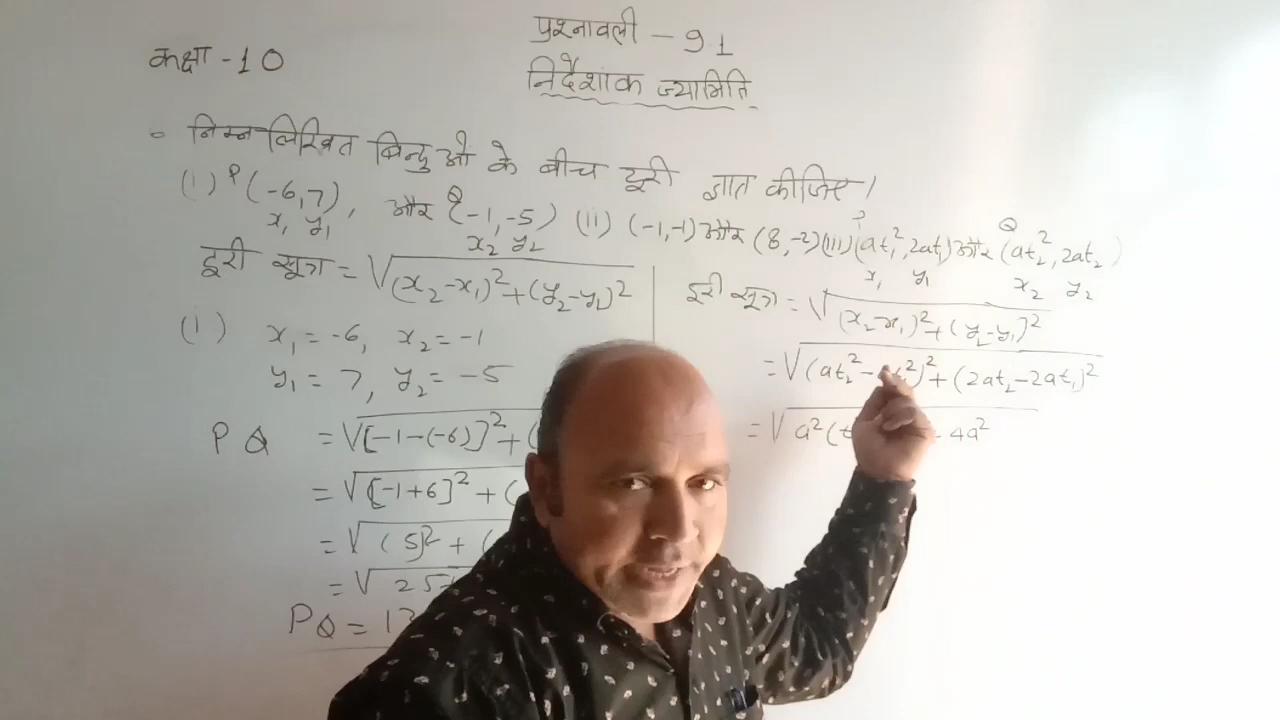 कक्षा - 10
प्रश्नावली - 91
निर्देशांक ज्यामिति
० निम्नलिखित बिन्दुओं के बीच दूरी ज्ञात कीजिए।
(i) P(-6,7), और Q(-1,-5) (ii) (-1,-1) और (8,-2) (iii) P(at₁²,2at₁) और Q(at₂²,2at₂)
x₁ y₁ x₂ y₂ x₁ y₁ x₂ y₂
दूरी सूत्र = √(x₂-x₁)²+(y₂-y₁)²
(i) x₁=-6, x₂=-1
y₁=7, y₂=-5
PQ = √[-1-(-6)]²+(
= √[-1+6]²+(
= √(5)²+(
= √25+
PQ = 13
दूरी सूत्र = √(x₂-x₁)²+(y₂-y₁)²
= √(at₂²- t₁²)²+(2at₂-2at₁)²
= √a²(t 4a²